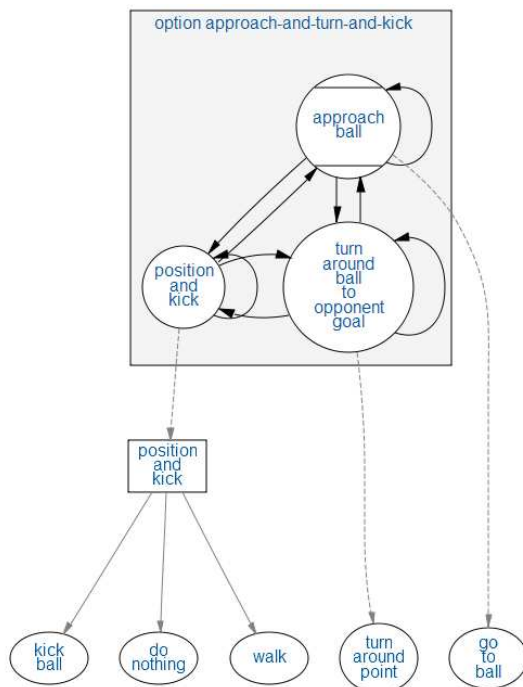 option approach-and-turn-and-kick
approach
ball
position
and
kick
turn
around
ball
to
opponent
goal
position
and
kick
kick
ball
do
nothing
walk
turn
around
point
go
to
ball